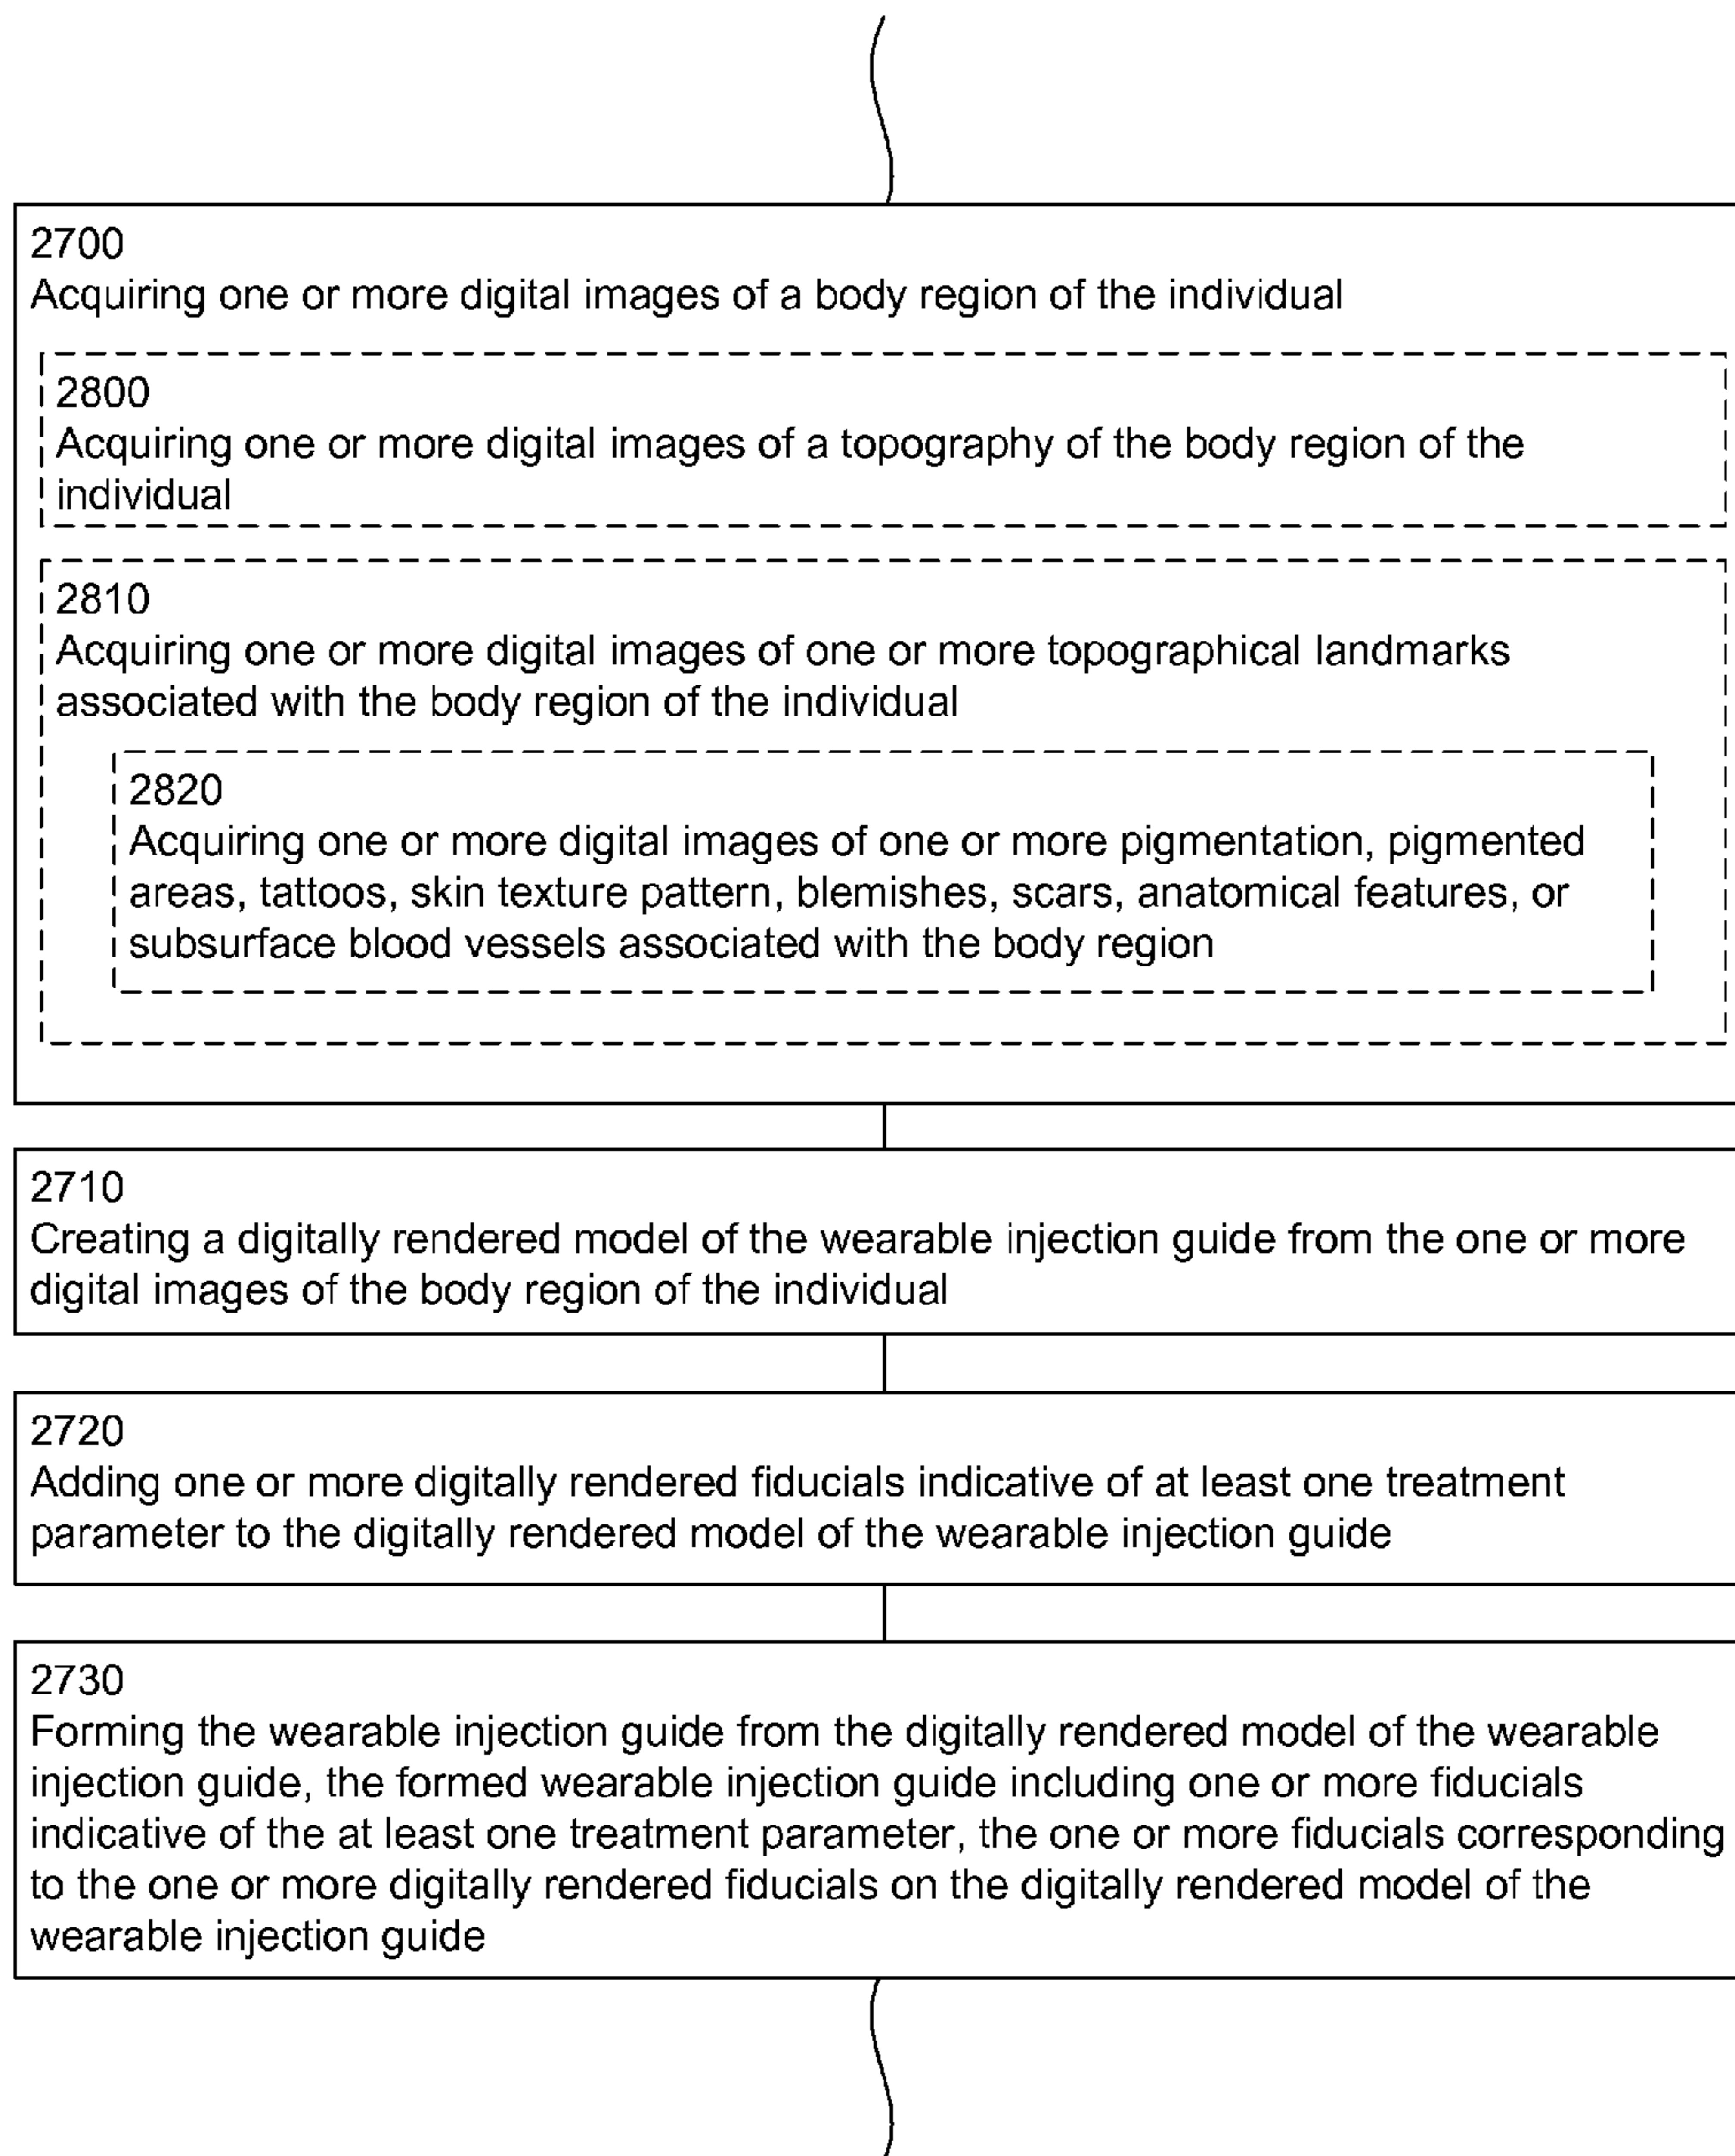 2700
Acquiring one or more digital images of a body region of the individual
2800
Acquiring one or more digital images of a topography of the body region of the
individual
2810
Acquiring one or more digital images of one or more topographical landmarks
associated with the body region of the individual
2820
Acquiring one or more digital images of one or more pigmentation, pigmented
areas, tattoos, skin texture pattern, blemishes, scars, anatomical features, or
subsurface blood vessels associated with the body region
2710
Creating a digitally rendered model of the wearable injection guide from the one or more
digital images of the body region of the individual
2720
Adding one or more digitally rendered fiducials indicative of at least one treatment
parameter to the digitally rendered model of the wearable injection guide
2730
Forming the wearable injection guide from the digitally rendered model of the wearable
injection guide, the formed wearable injection guide including one or more fiducials
indicative of the at least one treatment parameter, the one or more fiducials corresponding
to the one or more digitally rendered fiducials on the digitally rendered model of the
wearable injection guide